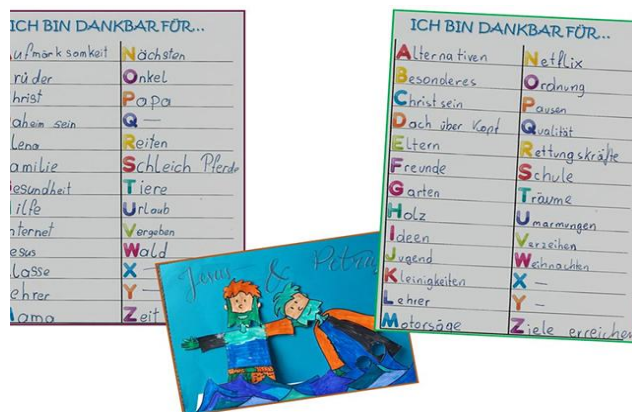 ICH BIN DANKBAR FÜR...
ufmerksamkeit
rüder
hrist
aheim sein
lena
amilie
esundheit
ilfe
nternet
esus
lasse
ehrer
Mama
Nächsten
Onkel
Papa
Q —
Reiten
Schleich Pferde
Tiere
Urlaub
Vergeben
Wald
X —
Y —
Zeit
Jesus & Petrus
ICH BIN DANKBAR FÜR...
Alternativen
Besonderes
Christsein
Dach über Kopf
Eltern
Freunde
Garten
Holz
Ideen
Jugend
Kleinigkeiten
Lehrer
Motorsäge
Netflix
Ordnung
Pausen
Qualität
Rettungskräfte
Schule
Träume
Umarmungen
Verzeihen
Weihnachten
X —
Y —
Ziele erreichen